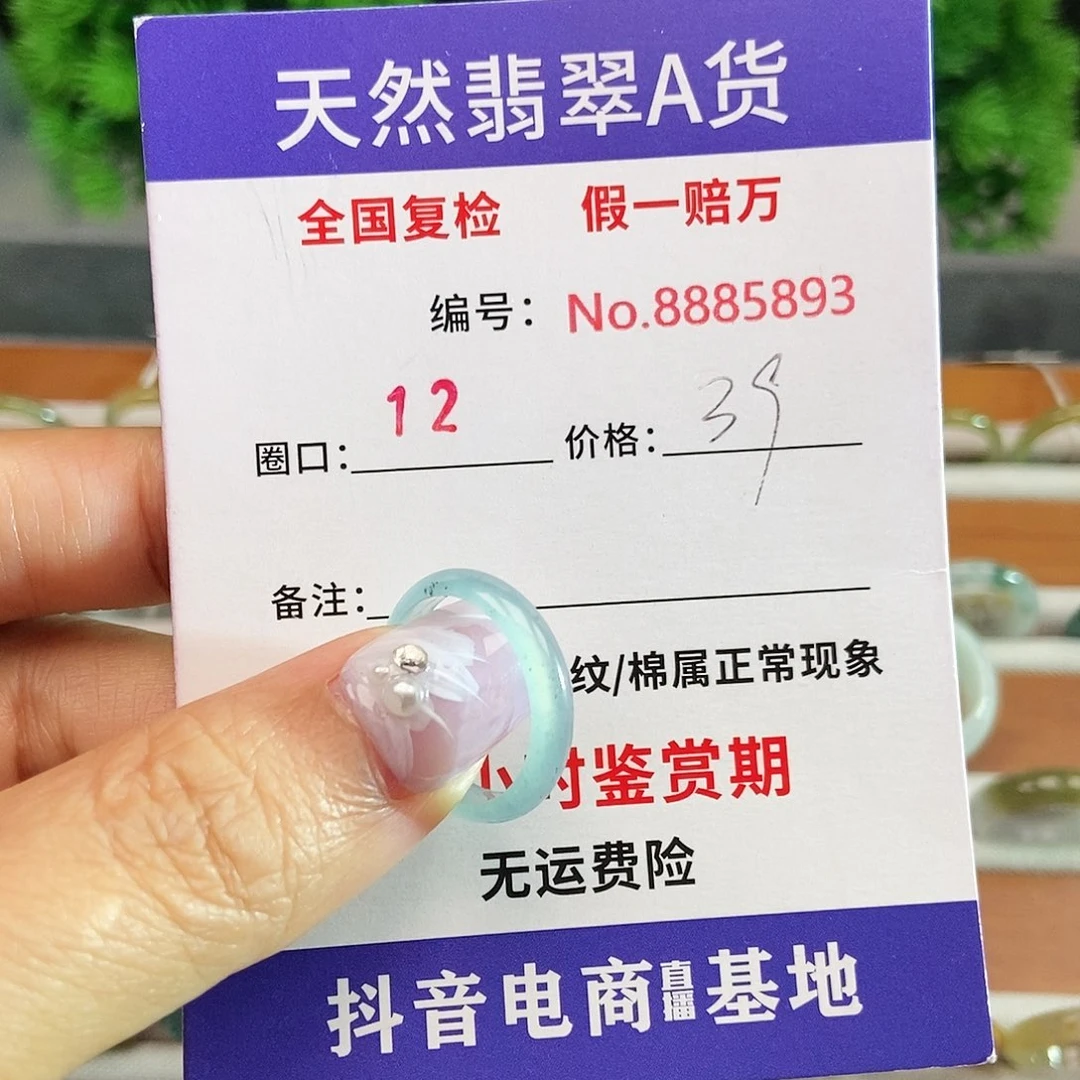 天然翡翠A货
全国复检 假一赔万
编号：No.8885893
圈口：12 价格：39
备注：
纹/棉属正常现象
小时鉴赏期
无运费险
抖音电商直播基地